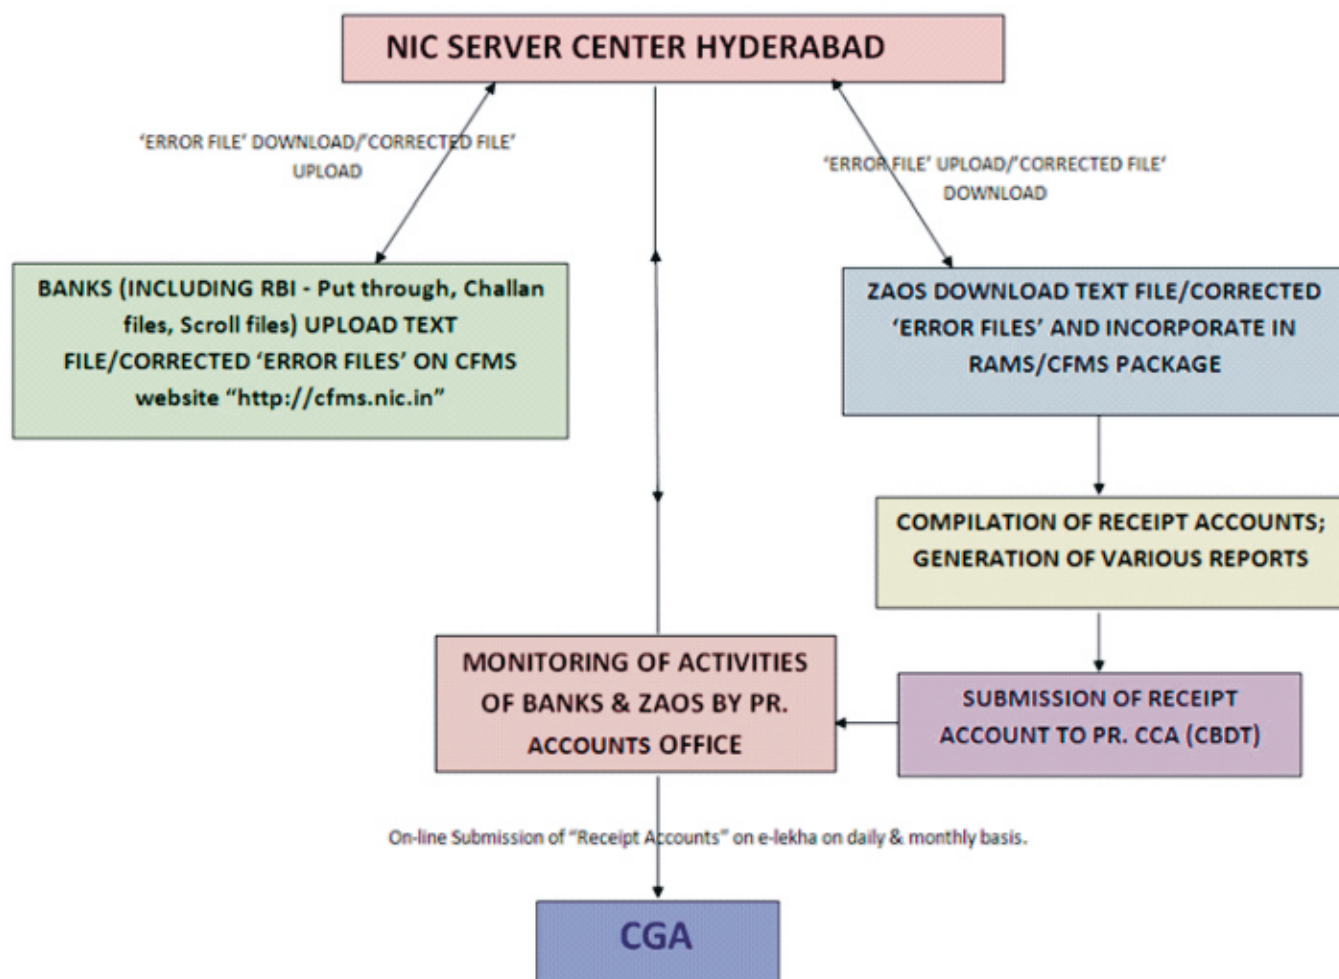 NIC SERVER CENTER HYDERABAD
‘ERROR FILE’ DOWNLOAD/’CORRECTED FILE’
UPLOAD
‘ERROR FILE’ UPLOAD/’CORRECTED FILE’
DOWNLOAD
BANKS (INCLUDING RBI - Put through, Challan
files, Scroll files) UPLOAD TEXT
FILE/CORRECTED ‘ERROR FILES’ ON CFMS
website “http://cfms.nic.in”
ZAOS DOWNLOAD TEXT FILE/CORRECTED
‘ERROR FILES’ AND INCORPORATE IN
RAMS/CFMS PACKAGE
COMPILATION OF RECEIPT ACCOUNTS;
GENERATION OF VARIOUS REPORTS
SUBMISSION OF RECEIPT
ACCOUNT TO PR. CCA (CBDT)
MONITORING OF ACTIVITIES
OF BANKS & ZAOS BY PR.
ACCOUNTS OFFICE
On-line Submission of “Receipt Accounts” on e-lekha on daily & monthly basis.
CGA